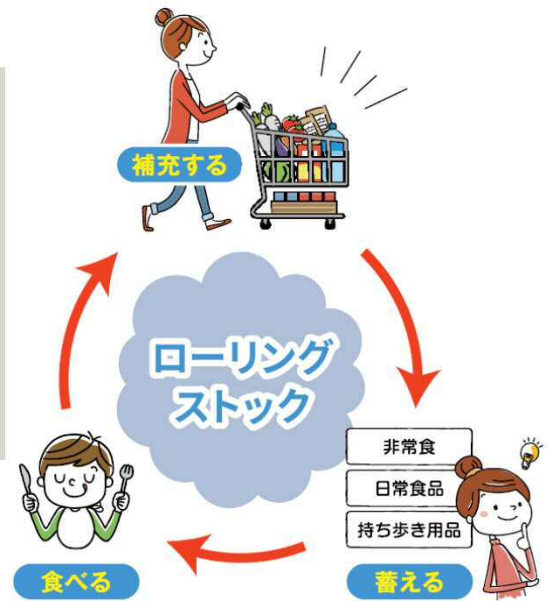 補充する
ローリング
ストック
非常食
日常食品
持ち歩き用品
食べる
蓄える